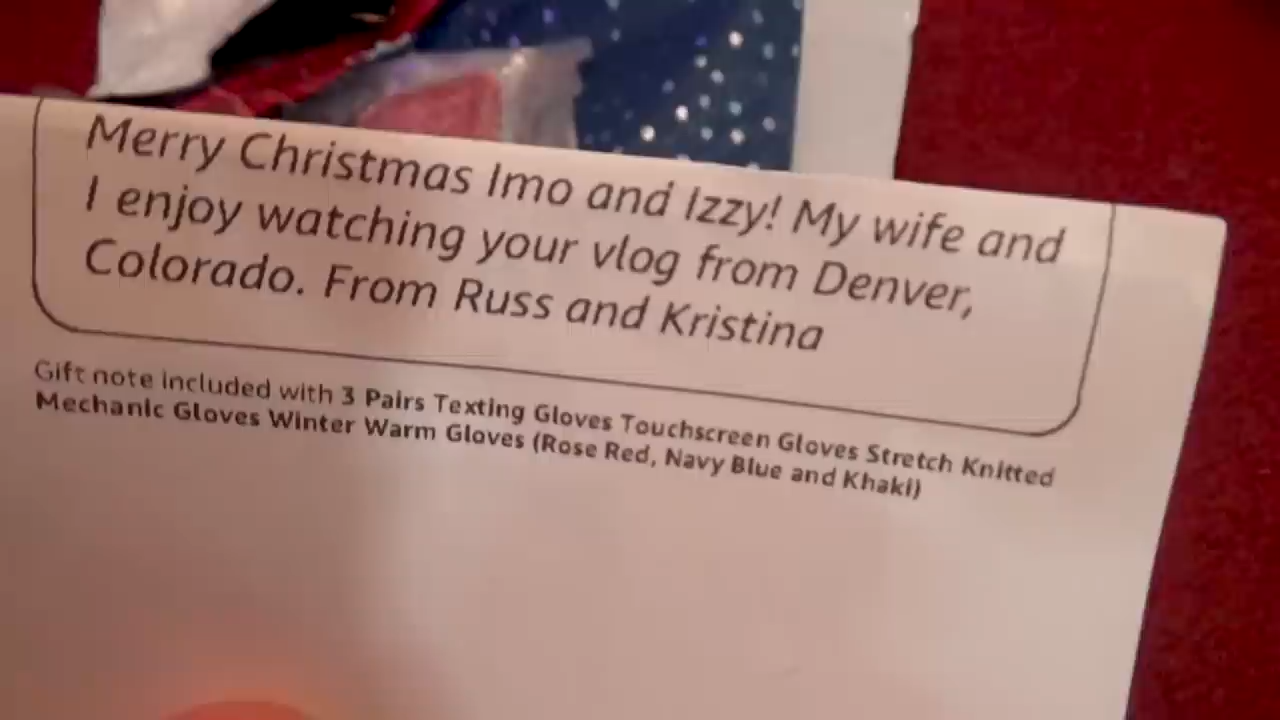 Merry Christmas Imo and Izzy! My wife and
I enjoy watching your vlog from Denver,
Colorado. From Russ and Kristina
Gift note included with 3 Pairs Texting Gloves Touchscreen Gloves Stretch Knitted
Mechanic Gloves Winter Warm Gloves (Rose Red, Navy Blue and Khaki)